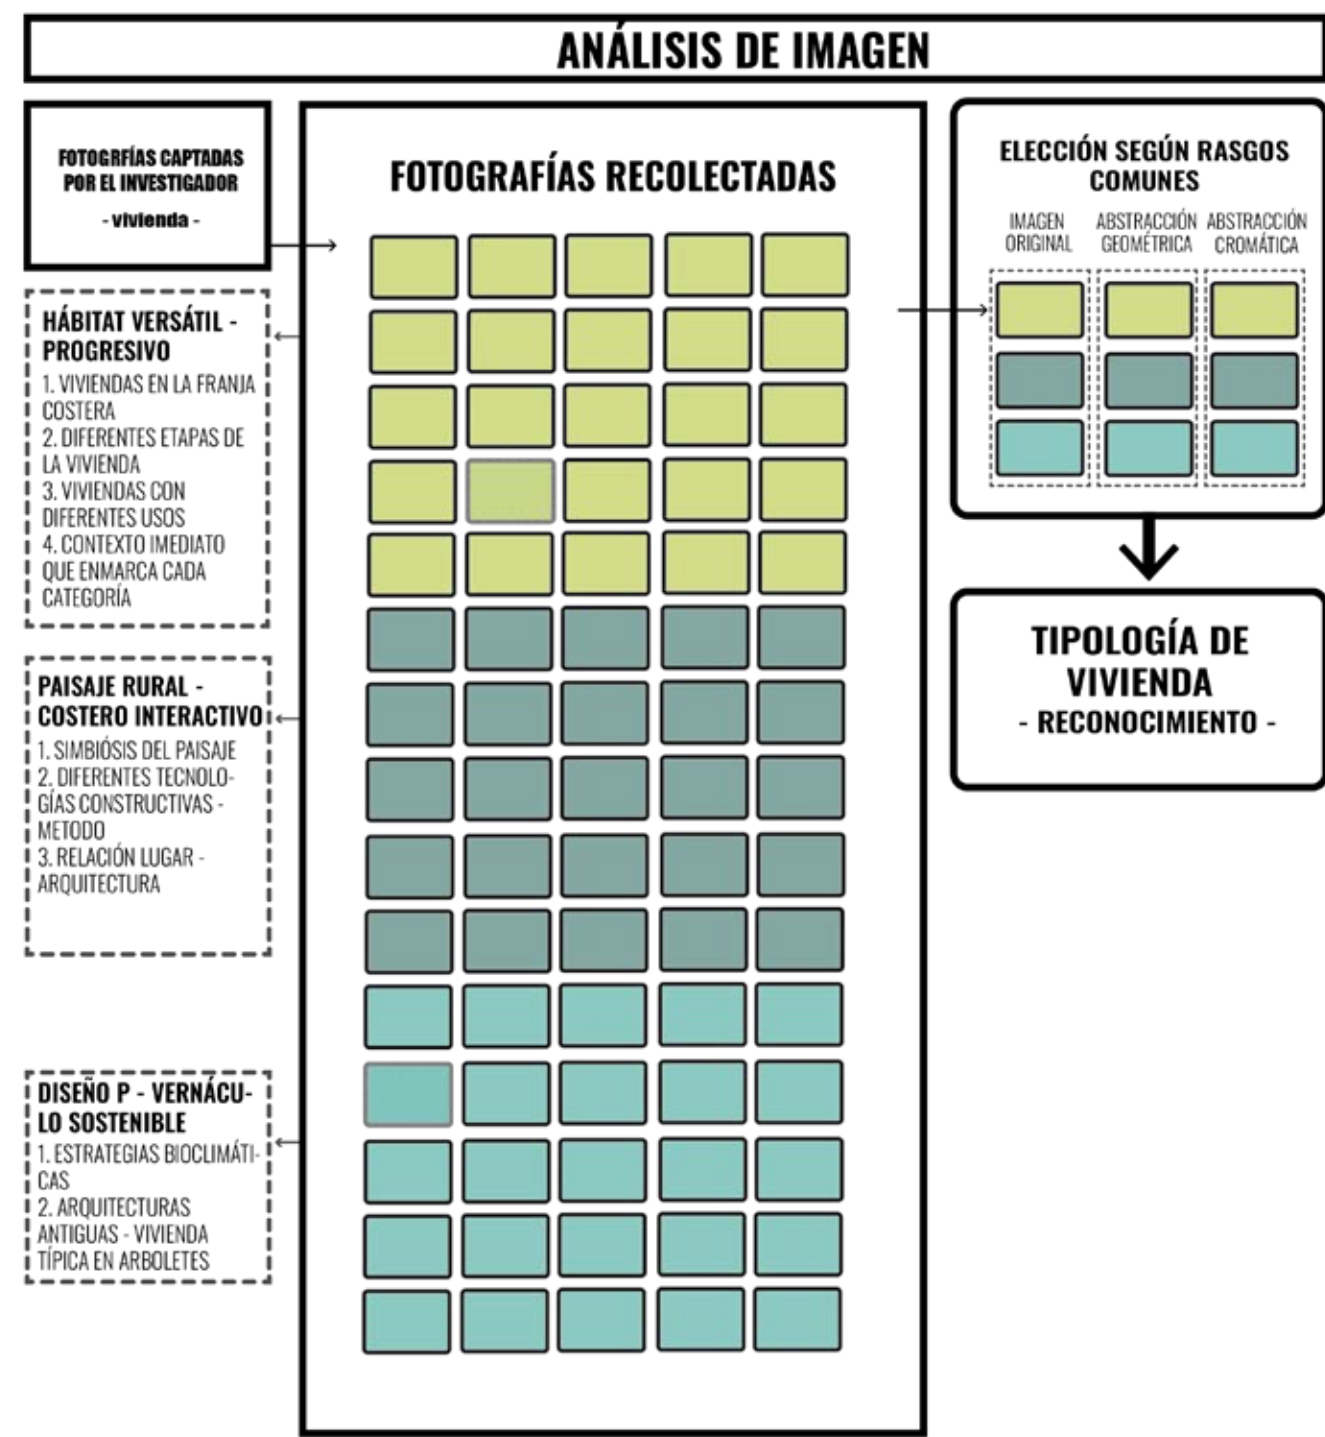 ANÁLISIS DE IMAGEN
FOTOGRFÍAS CAPTADAS
POR EL INVESTIGADOR
- vivienda -
HÁBITAT VERSÁTIL -
PROGRESIVO
1. VIVIENDAS EN LA FRANJA
COSTERA
2. DIFERENTES ETAPAS DE
LA VIVIENDA
3. VIVIENDAS CON
DIFERENTES USOS
4. CONTEXTO IMEDIATO
QUE ENMARCA CADA
CATEGORÍA
PAISAJE RURAL -
COSTERO INTERACTIVO
1. SIMBIÓSIS DEL PAISAJE
2. DIFERENTES TECNOLO-
GÍAS CONSTRUCTIVAS -
METODO
3. RELACIÓN LUGAR -
ARQUITECTURA
DISEÑO P - VERNÁCU-
LO SOSTENIBLE
1. ESTRATEGIAS BIOCLIMÁTI-
CAS
2. ARQUITECTURAS
ANTIGUAS - VIVIENDA
TÍPICA EN ARBOLETES
FOTOGRAFÍAS RECOLECTADAS
ELECCIÓN SEGÚN RASGOS
COMUNES
IMAGEN
ORIGINAL
ABSTRACCIÓN
GEOMÉTRICA
ABSTRACCIÓN
CROMÁTICA
TIPOLOGÍA DE
VIVIENDA
- RECONOCIMIENTO -